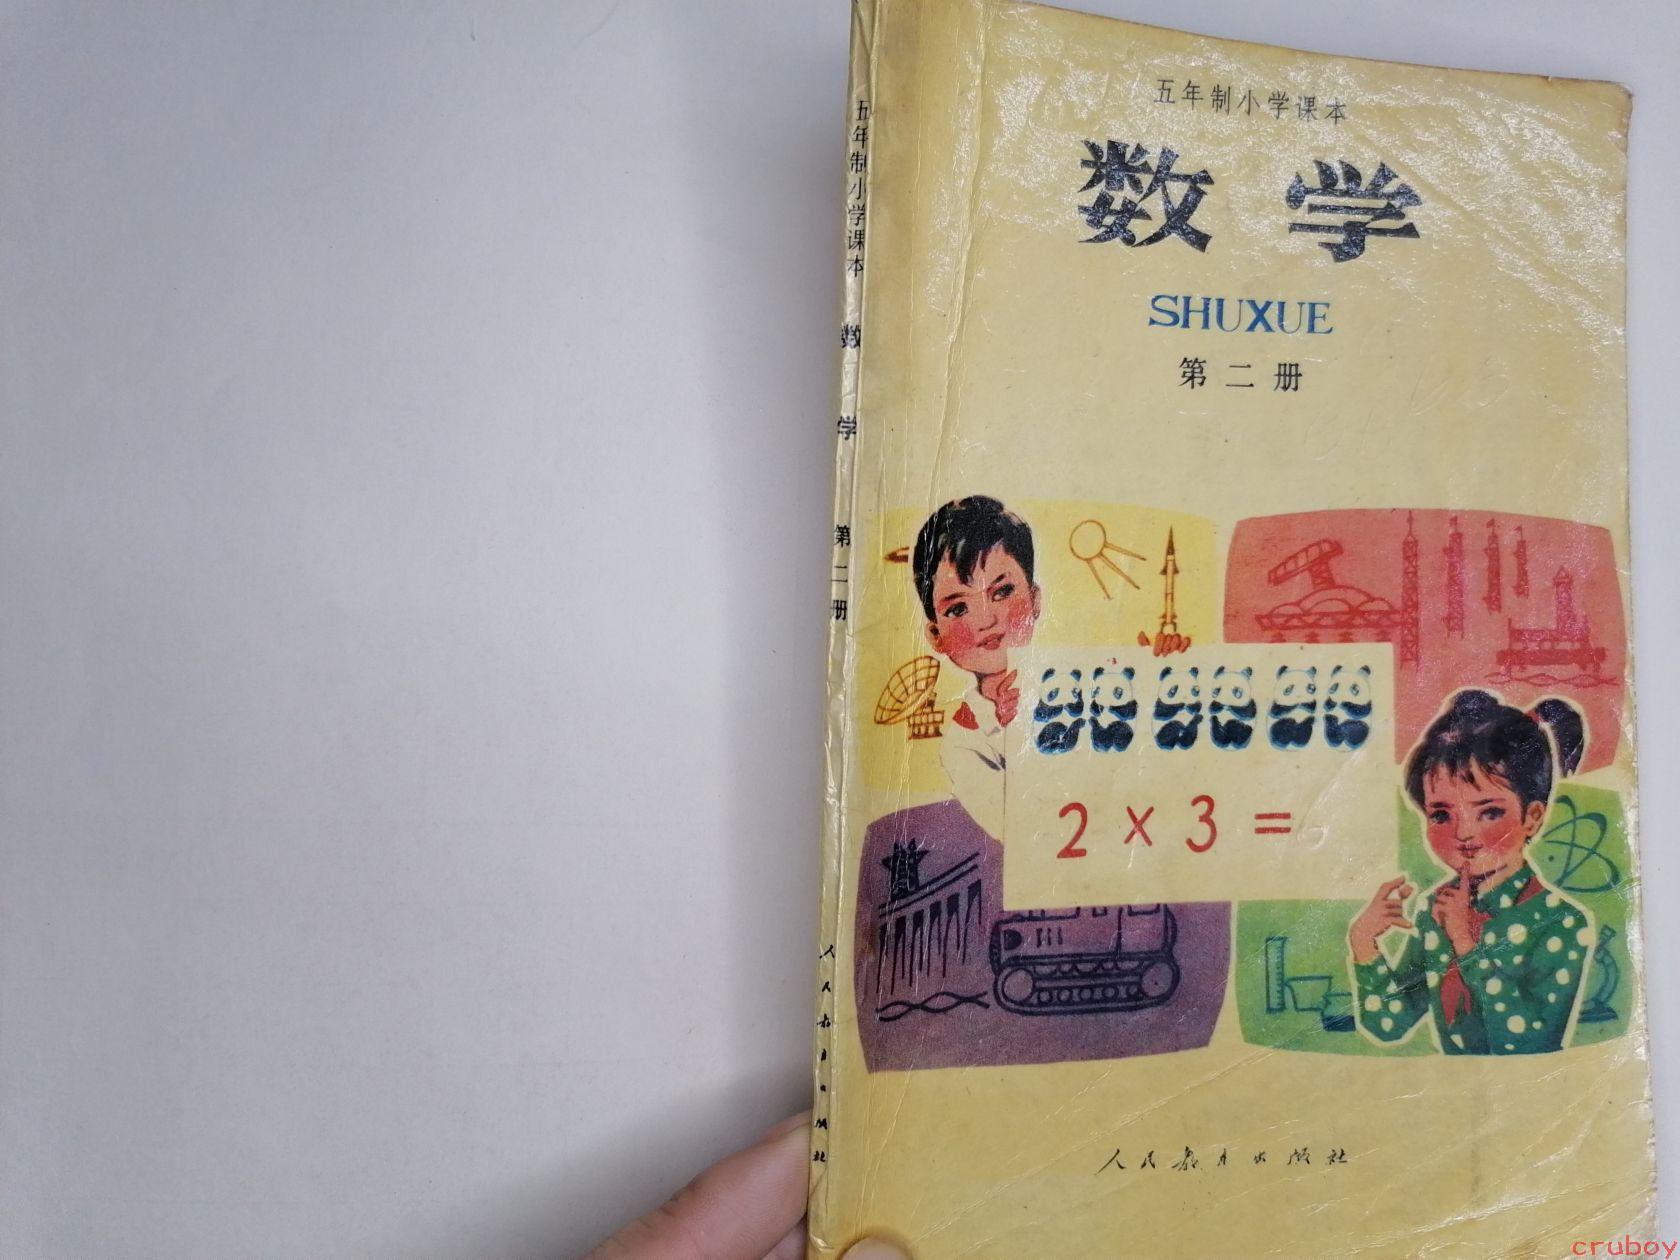 五年制小学课本
数学
SHUXUE
第二册
2 × 3 =
人民教育出版社
五年制小学课本 数学 第二册 人民教育出版社
cruboy